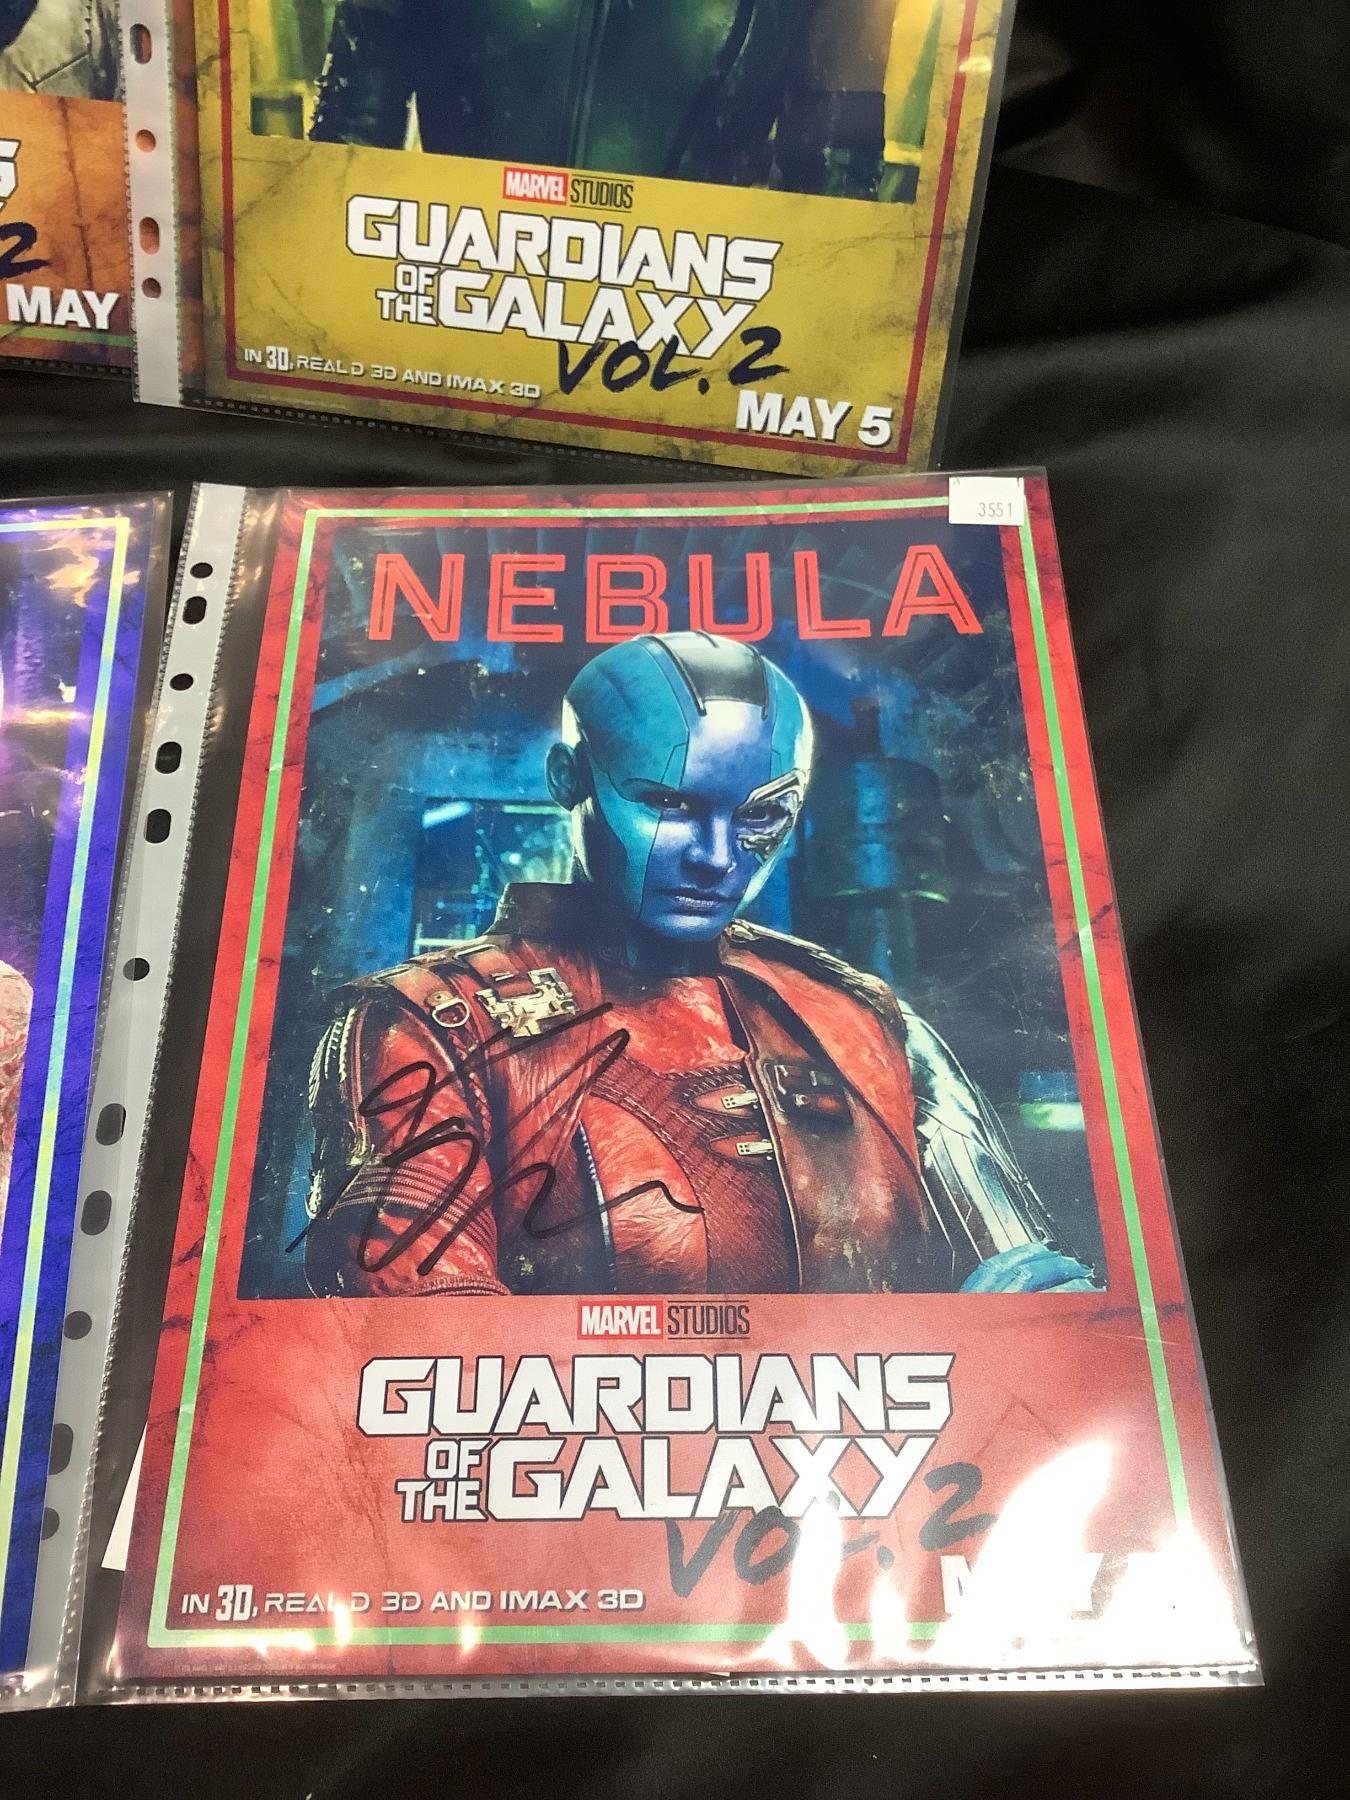 MARVEL STUDIOS
GUARDIANS
OF
THE GALAXY
VOL. 2
IN 3D, REAL D 3D AND IMAX 3D
MAY 5
S
2
MAY
3551
NEBULA
MARVEL STUDIOS
GUARDIANS
OF
THE GALAXY
VOL. 2
IN 3D, REAL D 3D AND IMAX 3D